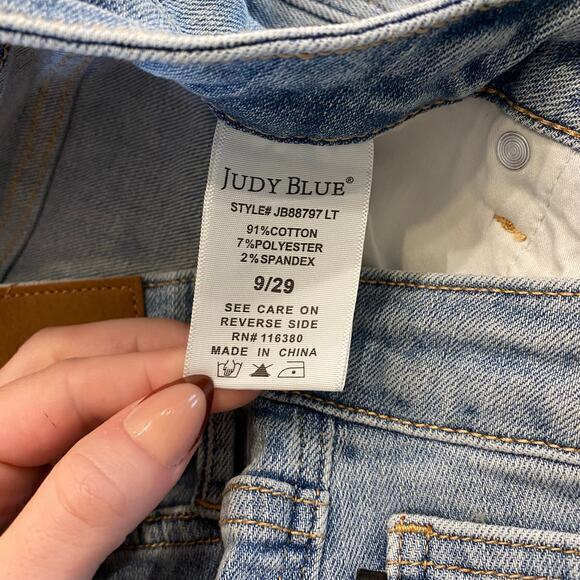 JUDY BLUE®
STYLE# JB88797 LT
91%COTTON
7%POLYESTER
2%SPANDEX
9/29
SEE CARE ON
REVERSE SIDE
RN# 116380
MADE IN CHINA